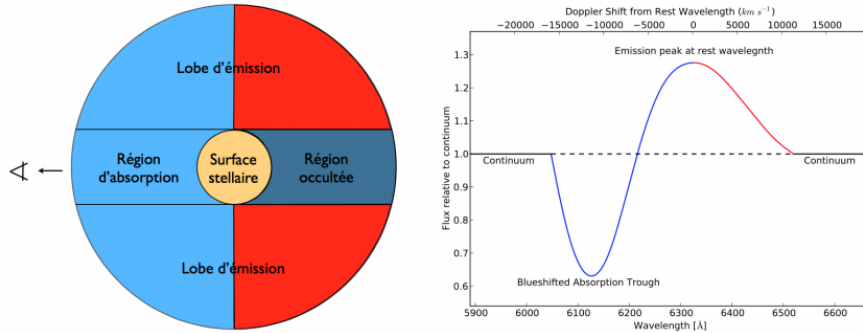 Lobe d'émission
Région
d'absorption
Surface
stellaire
Région
occultée
Lobe d'émission
Doppler Shift from Rest Wavelength (km s⁻¹)
-20000
-15000
-10000
-5000
0
5000
10000
15000
Emission peak at rest wavelegnth
1.3
1.2
1.1
1.0
0.9
0.8
0.7
0.6
Flux relative to continuum
Continuum
Continuum
Blueshifted Absorption Trough
5900
6000
6100
6200
6300
6400
6500
6600
Wavelength [Å]